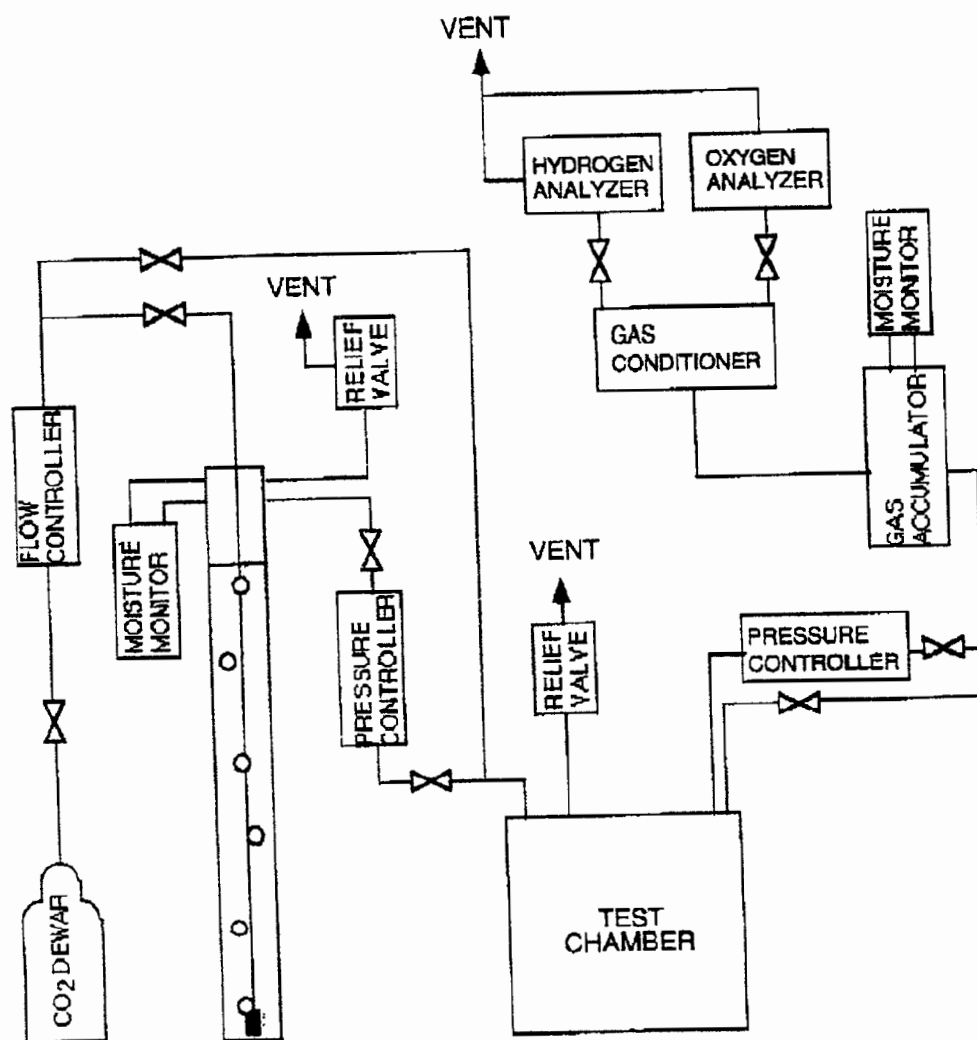 VENT
HYDROGEN
ANALYZER
OXYGEN
ANALYZER
MOISTURE
MONITOR
VENT
RELIEF
VALVE
GAS
CONDITIONER
GAS
ACCUMULATOR
FLOW
CONTROLLER
MOISTURE
MONITOR
PRESSURE
CONTROLLER
VENT
RELIEF
VALVE
PRESSURE
CONTROLLER
CO2 DEWAR
TEST
CHAMBER